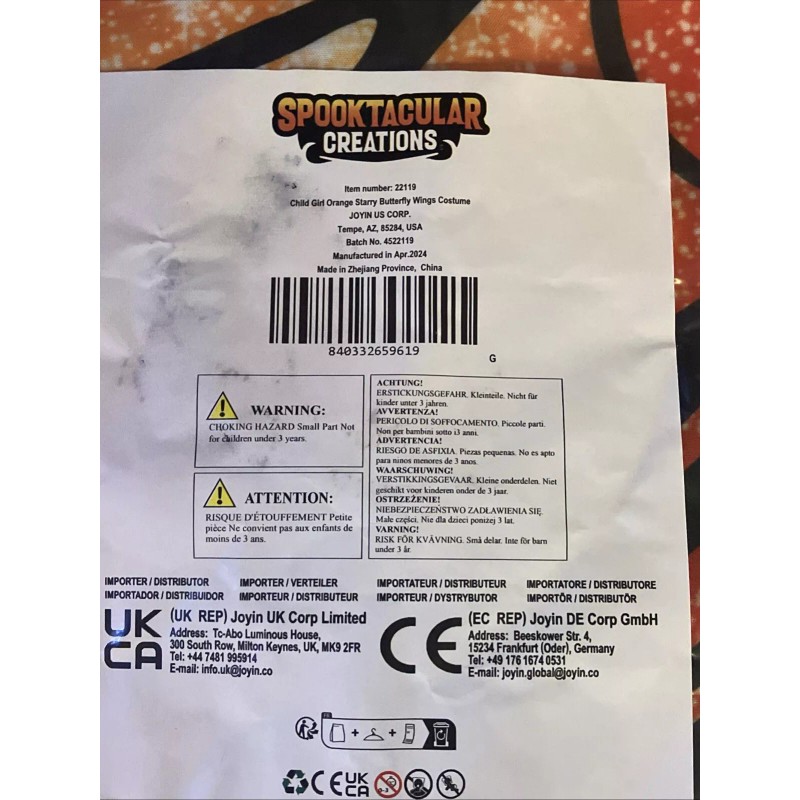 SPOOKTACULAR
CREATIONS
Item number: 22119
Child Girl Orange Starry Butterfly Wings Costume
JOYIN US CORP.
Tempe, AZ, 85284, USA
Batch No. 4522119
Manufactured in Apr.2024
Made in Zhejiang Province, China
840332659619
G
WARNING:
CHOKING HAZARD Small Part Not
for children under 3 years.
ATTENTION:
RISQUE D'ÉTOUFFEMENT Petite
pièce Ne convient pas aux enfants de
moins de 3 ans.
ACHTUNG!
ERSTICKUNGSGEFAHR. Kleinteile. Nicht für
kinder unter 3 jahren.
AVVERTENZA!
PERICOLO DI SOFFOCAMENTO. Piccole parti.
Non per bambini sotto i3 anni.
ADVERTENCIA!
RIESGO DE ASFIXIA. Piezas pequenas. No es apto
para ninos menores de 3 anos.
WAARSCHUWING!
VERSTIKKINGSGEVAAR. Kleine onderdelen. Niet
geschikt voor kinderen onder de 3 jaar.
OSTRZEŻENIE!
NIEBEZPIECZEŃSTWO ZADŁAWIENIA SIĘ.
Małe części. Nie dla dzieci poniżej 3 lat.
VARNING!
RISK FÖR KVÄVNING. Små delar. Inte för barn
under 3 år.
IMPORTER / DISTRIBUTOR IMPORTER / VERTEILER IMPORTATEUR / DISTRIBUTEUR IMPORTATORE / DISTRIBUTORE
IMPORTADOR / DISTRIBUIDOR IMPORTEUR / DISTRIBUTEUR IMPORTEUR / DYSTRYBUTOR IMPORTÖR / DISTRIBUTÖR
UK
CA
(UK REP) Joyin UK Corp Limited
Address: Tc-Abo Luminous House,
300 South Row, Milton Keynes, UK, MK9 2FR
Tel: +44 7481 995914
E-mail: info.uk@joyin.co
CE
(EC REP) Joyin DE Corp GmbH
Address: Beeskower Str. 4,
15234 Frankfurt (Oder), Germany
Tel: +49 176 1674 0531
E-mail: joyin.global@joyin.co
FR
+ +
CE UK
CA 0-3